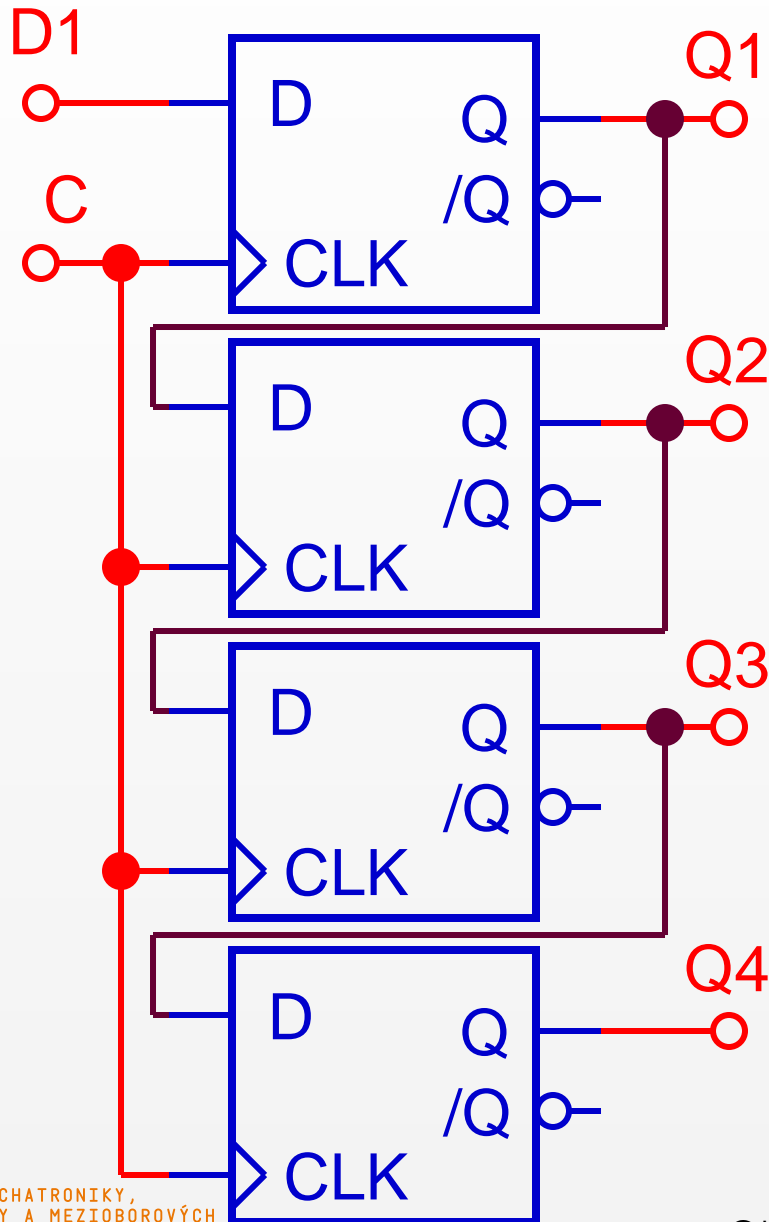 D1
Q1
D
Q
C
/Q
CLK
Q2
D
Q
/Q
CLK
Q3
D
Q
/Q
CLK
Q4
D
Q
/Q
CLK
CHATRONIKY,
Y A MEZIOBOROVÝCH